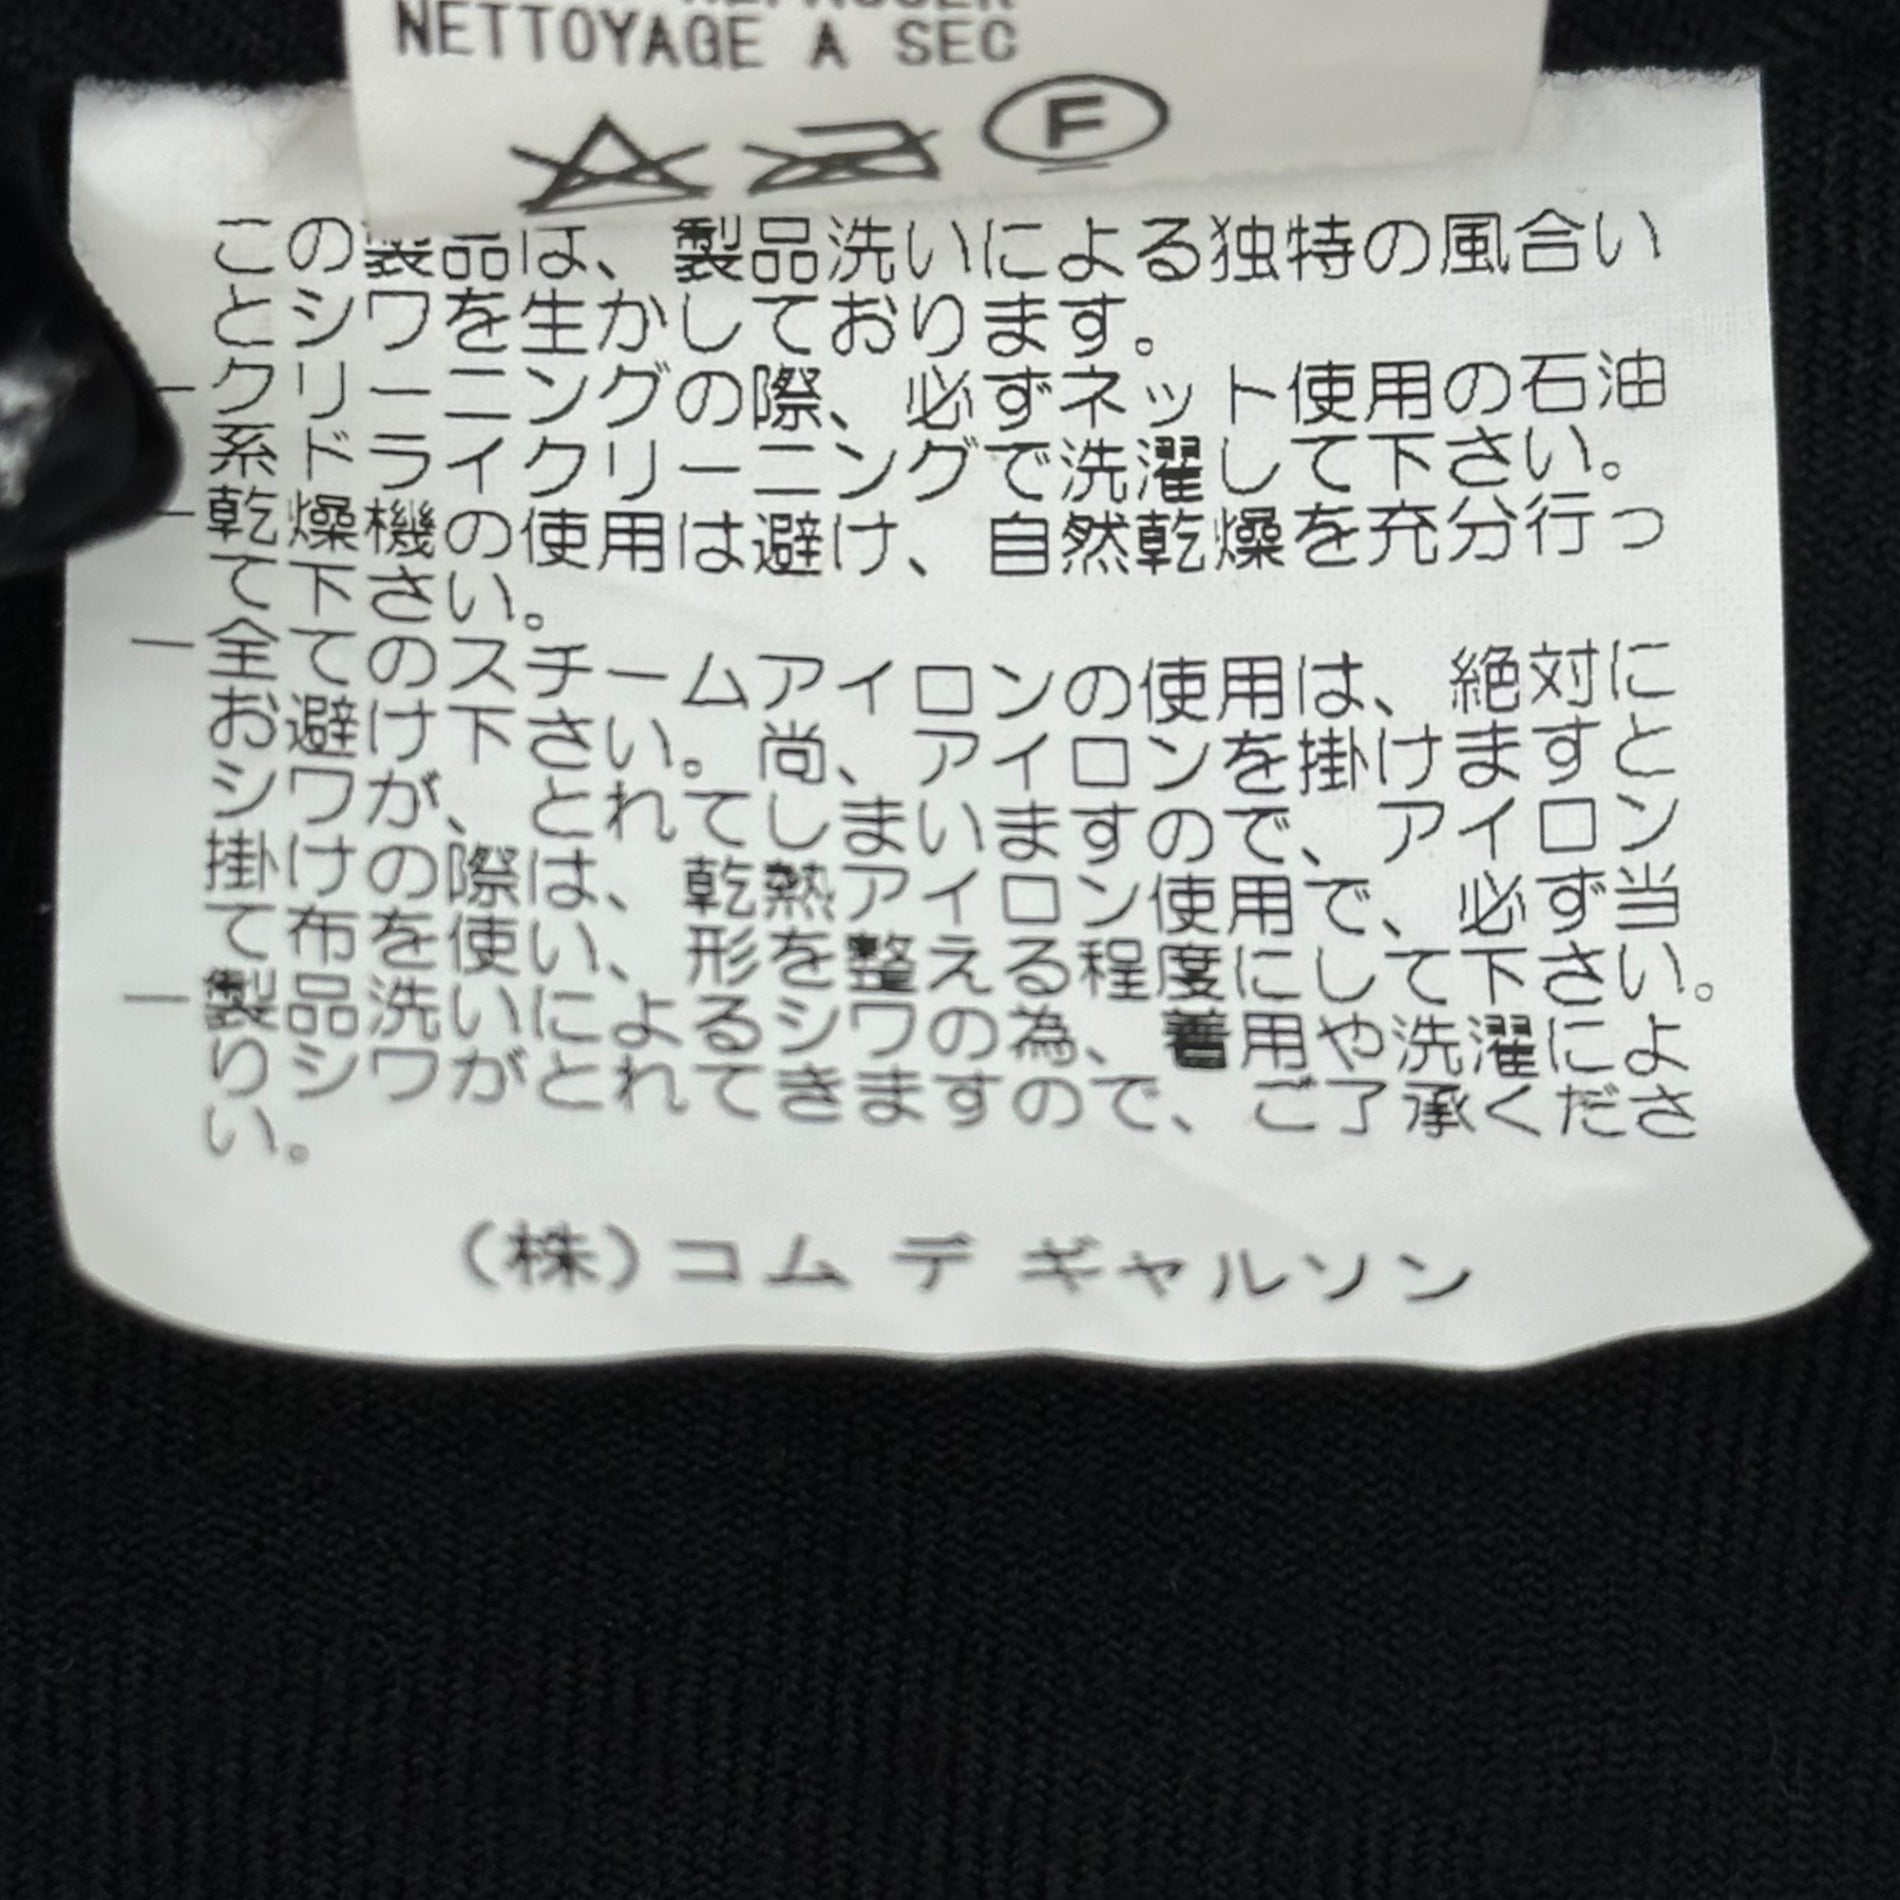 NETTOYAGE A SEC
F
この製品は、製品洗いによる独特の風合い
とシワを生かしております。
ークリーニングの際、必ずネット使用の石油
系ドライクリーニングで洗濯して下さい。
ー乾燥機の使用は避け、自然乾燥を充分行っ
て下さい。
ー全てのスチームアイロンの使用は、絶対に
お避け下さい。尚、アイロンを掛けますと
シワが、とれてしまいますので、アイロン
掛けの際は、乾熱アイロン使用で、必ず当
て布を使い、形を整える程度にして下さい。
ー製品洗いによるシワの為、着用や洗濯によ
りシワがとれてきますので、ご了承くださ
い。
(株)コム デ ギャルソン